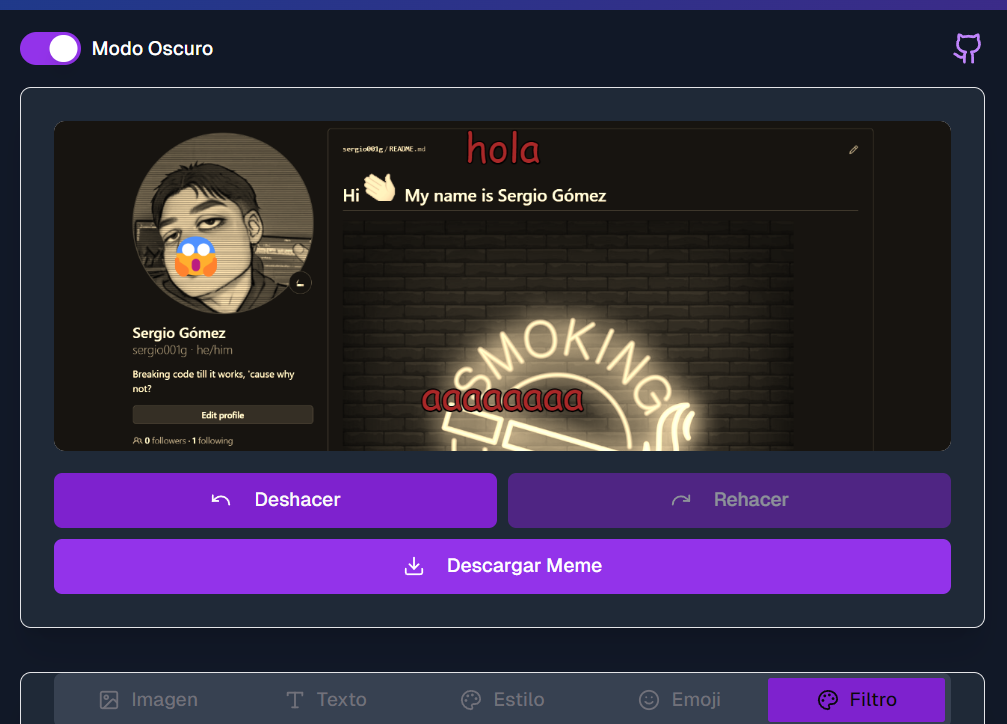 Modo Oscuro
sergio001g/README.md
hola
Hi 👋 My name is Sergio Gómez
SMOKING
aaaaaaaa
Sergio Gómez
sergio001g · he/him
Breaking code till it works, 'cause why
not?
Edit profile
0 followers · 1 following
Deshacer
Rehacer
Descargar Meme
Imagen
Texto
Estilo
Emoji
Filtro